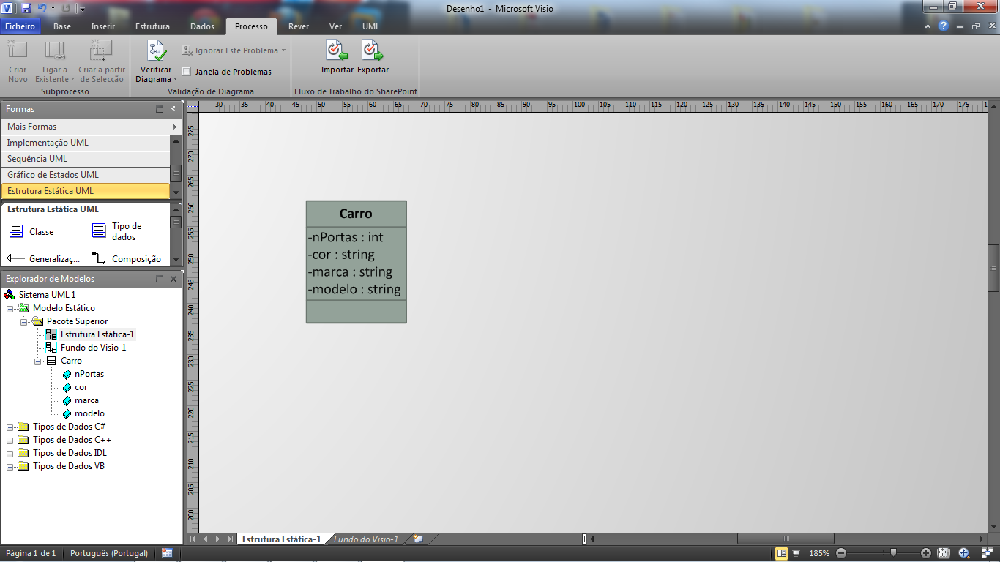 Desenho1 - Microsoft Visio
Ficheiro Base Inserir Estrutura Dados Processo Rever Ver UML
Criar Novo
Ligar a Existente
Criar a partir de Selecção
Subprocesso
Verificar Diagrama
Ignorar Este Problema
Janela de Problemas
Validação de Diagrama
Importar Exportar
Fluxo de Trabalho do SharePoint
Formas
Mais Formas
Implementação UML
Sequência UML
Gráfico de Estados UML
Estrutura Estática UML
Estrutura Estática UML
Classe
Tipo de dados
Generalizaç...
Composição
Explorador de Modelos
Sistema UML 1
Modelo Estático
Pacote Superior
Estrutura Estática-1
Fundo do Visio-1
Carro
nPortas
cor
marca
modelo
Tipos de Dados C#
Tipos de Dados C++
Tipos de Dados IDL
Tipos de Dados VB
30 35 40 45 50 55 60 65 70 75 80 85 90 95 100 105 110 115 120 125 130 135 140 145 150 155 160 165 170 175
275
270
265
260
255
250
245
240
235
230
225
220
215
210
205
200
Carro
-nPortas : int
-cor : string
-marca : string
-modelo : string
Estrutura Estática-1 Fundo do Visio-1
Página 1 de 1 Português (Portugal) 185%